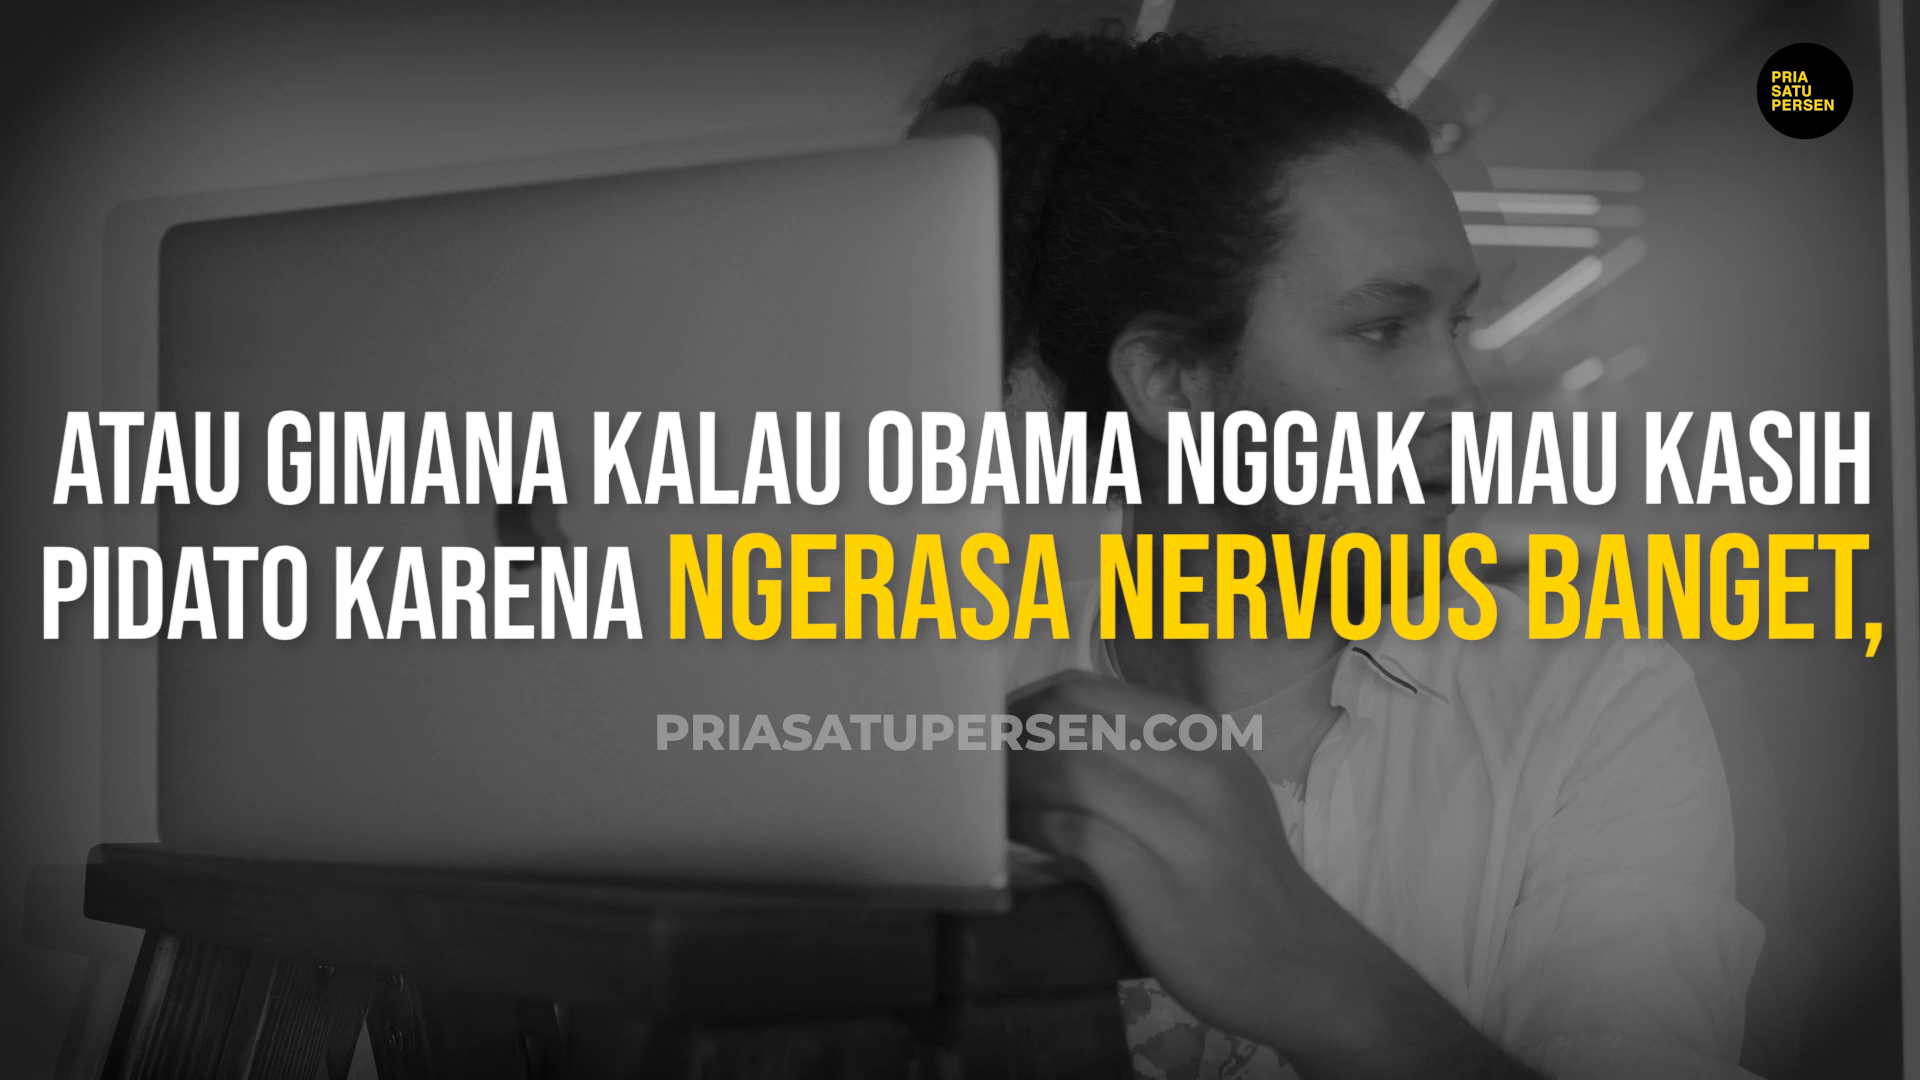 PRIA
SATU
PERSEN
ATAU GIMANA KALAU OBAMA NGGAK MAU KASIH
PIDATO KARENA NGERASA NERVOUS BANGET,
PRIASATUPERSEN.COM